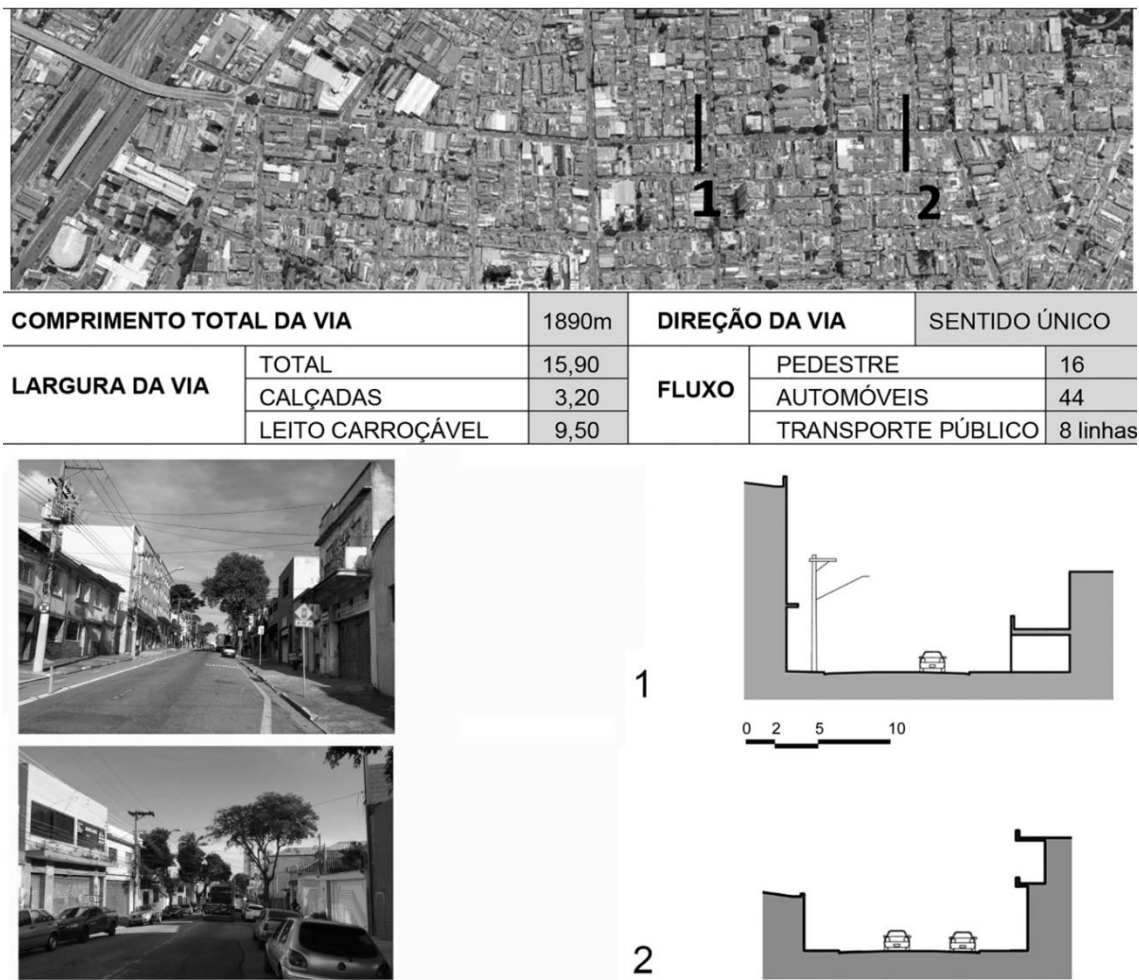 1
2
COMPRIMENTO TOTAL DA VIA 1890m DIREÇÃO DA VIA SENTIDO ÚNICO
LARGURA DA VIA TOTAL 15,90 FLUXO PEDESTRE 16
CALÇADAS 3,20 AUTOMÓVEIS 44
LEITO CARROÇÁVEL 9,50 TRANSPORTE PÚBLICO 8 linhas
1
0 2 5 10
2